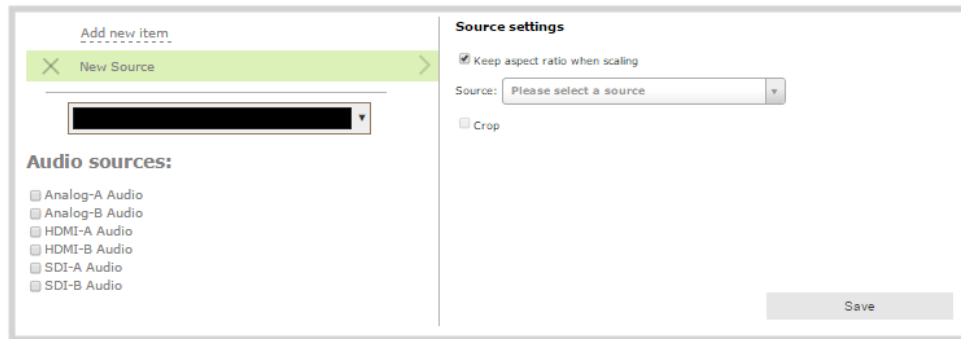 Add new item
New Source
Audio sources:
Analog-A Audio
Analog-B Audio
HDMI-A Audio
HDMI-B Audio
SDI-A Audio
SDI-B Audio
Source settings
Keep aspect ratio when scaling
Source: Please select a source
Crop
Save